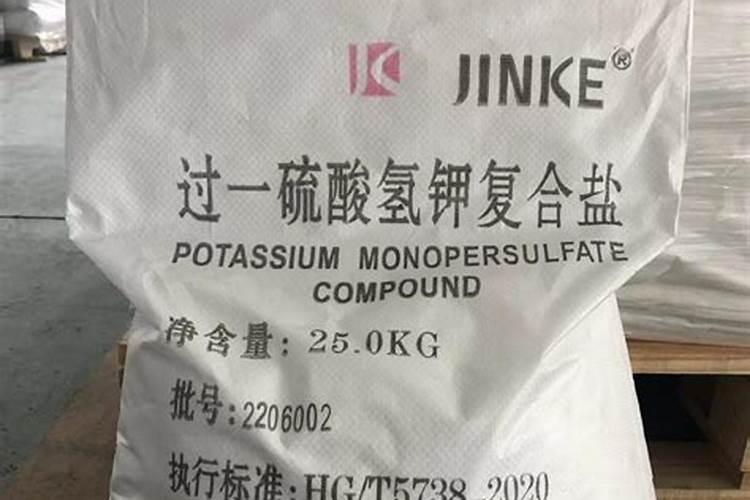 JINKE®
过一硫酸氢钾复合盐
POTASSIUM MONOPERSULFATE
COMPOUND
净含量: 25.0KG
批号:2206002
执行标准: HG/T5738-2020